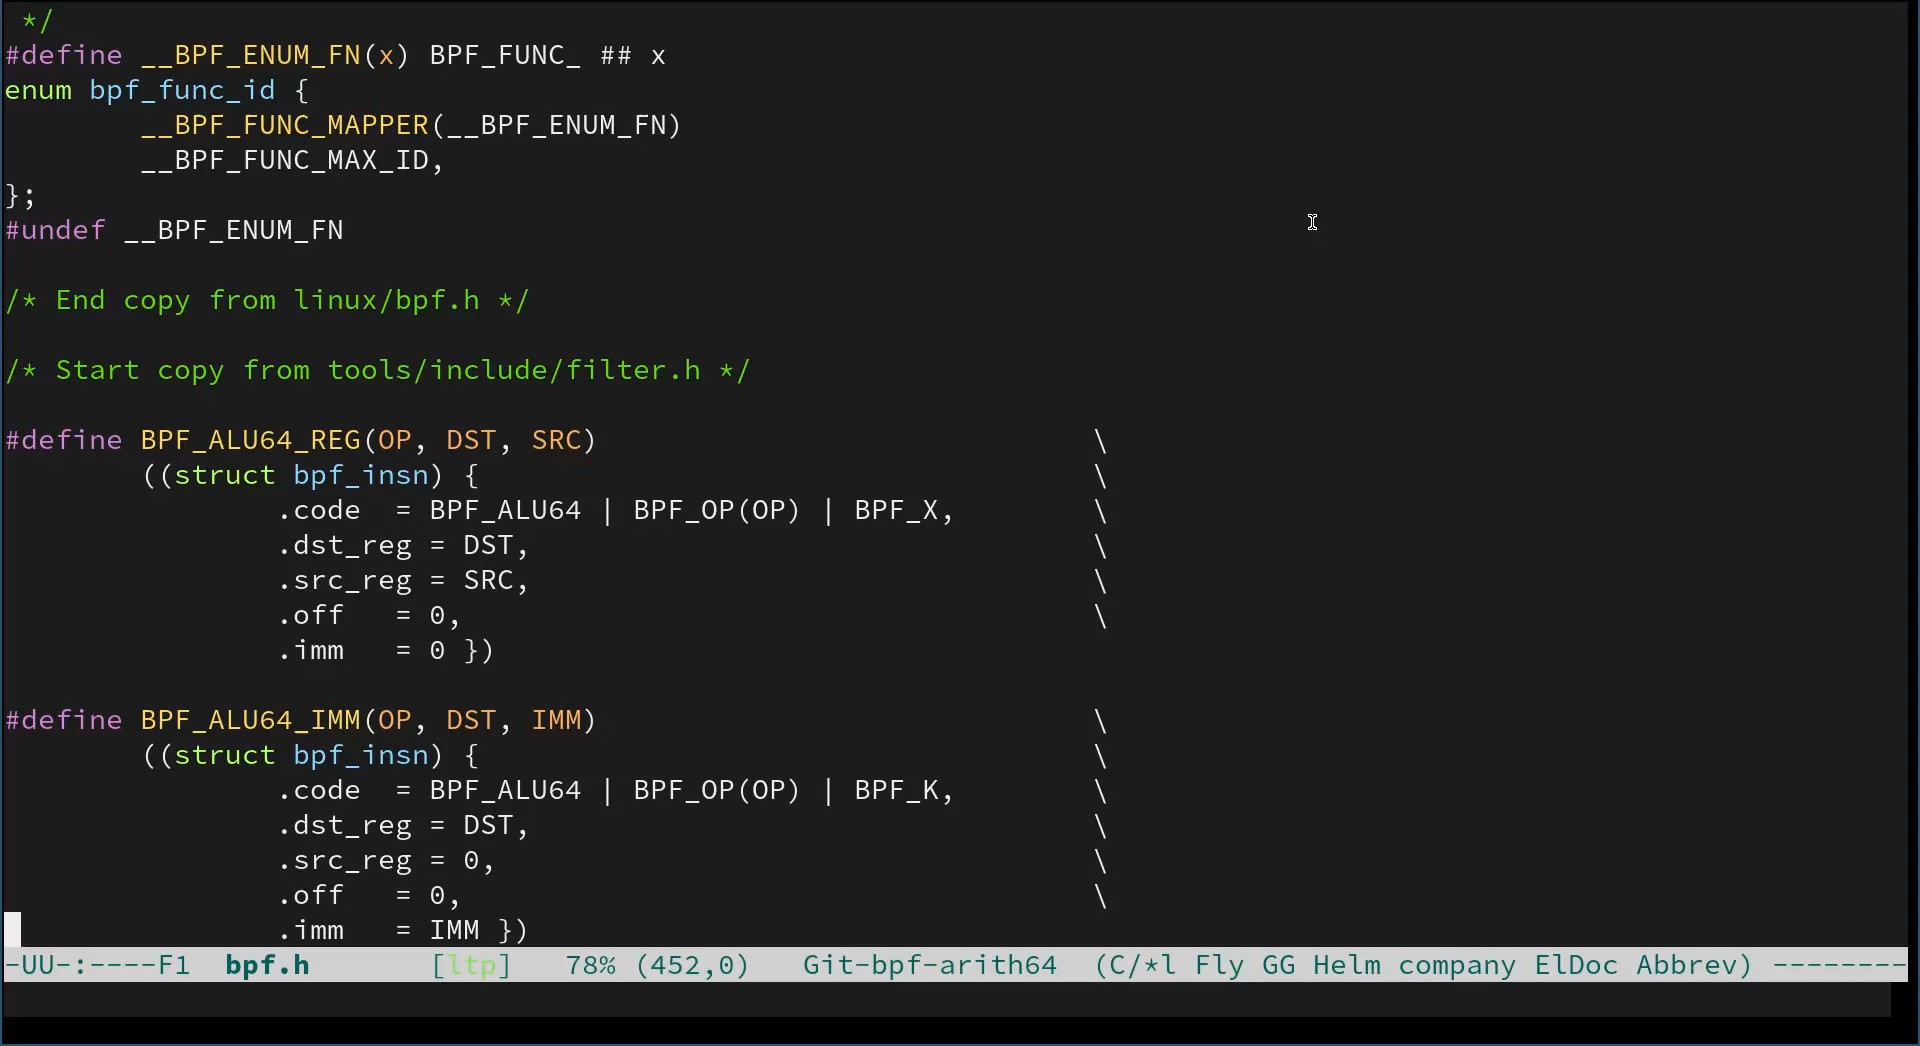 */
#define __BPF_ENUM_FN(x) BPF_FUNC_ ## x
enum bpf_func_id {
        __BPF_FUNC_MAPPER(__BPF_ENUM_FN)
        __BPF_FUNC_MAX_ID,
};
#undef __BPF_ENUM_FN

/* End copy from linux/bpf.h */

/* Start copy from tools/include/filter.h */

#define BPF_ALU64_REG(OP, DST, SRC)                             \
        ((struct bpf_insn) {                                    \
                .code  = BPF_ALU64 | BPF_OP(OP) | BPF_X,        \
                .dst_reg = DST,                                 \
                .src_reg = SRC,                                 \
                .off   = 0,                                     \
                .imm   = 0 })

#define BPF_ALU64_IMM(OP, DST, IMM)                             \
        ((struct bpf_insn) {                                    \
                .code  = BPF_ALU64 | BPF_OP(OP) | BPF_K,        \
                .dst_reg = DST,                                 \
                .src_reg = 0,                                   \
                .off   = 0,                                     \
                .imm   = IMM })
-UU-:----F1  bpf.h       [ltp]   78% (452,0)   Git-bpf-arith64  (C/*l Fly GG Helm company ElDoc Abbrev) --------